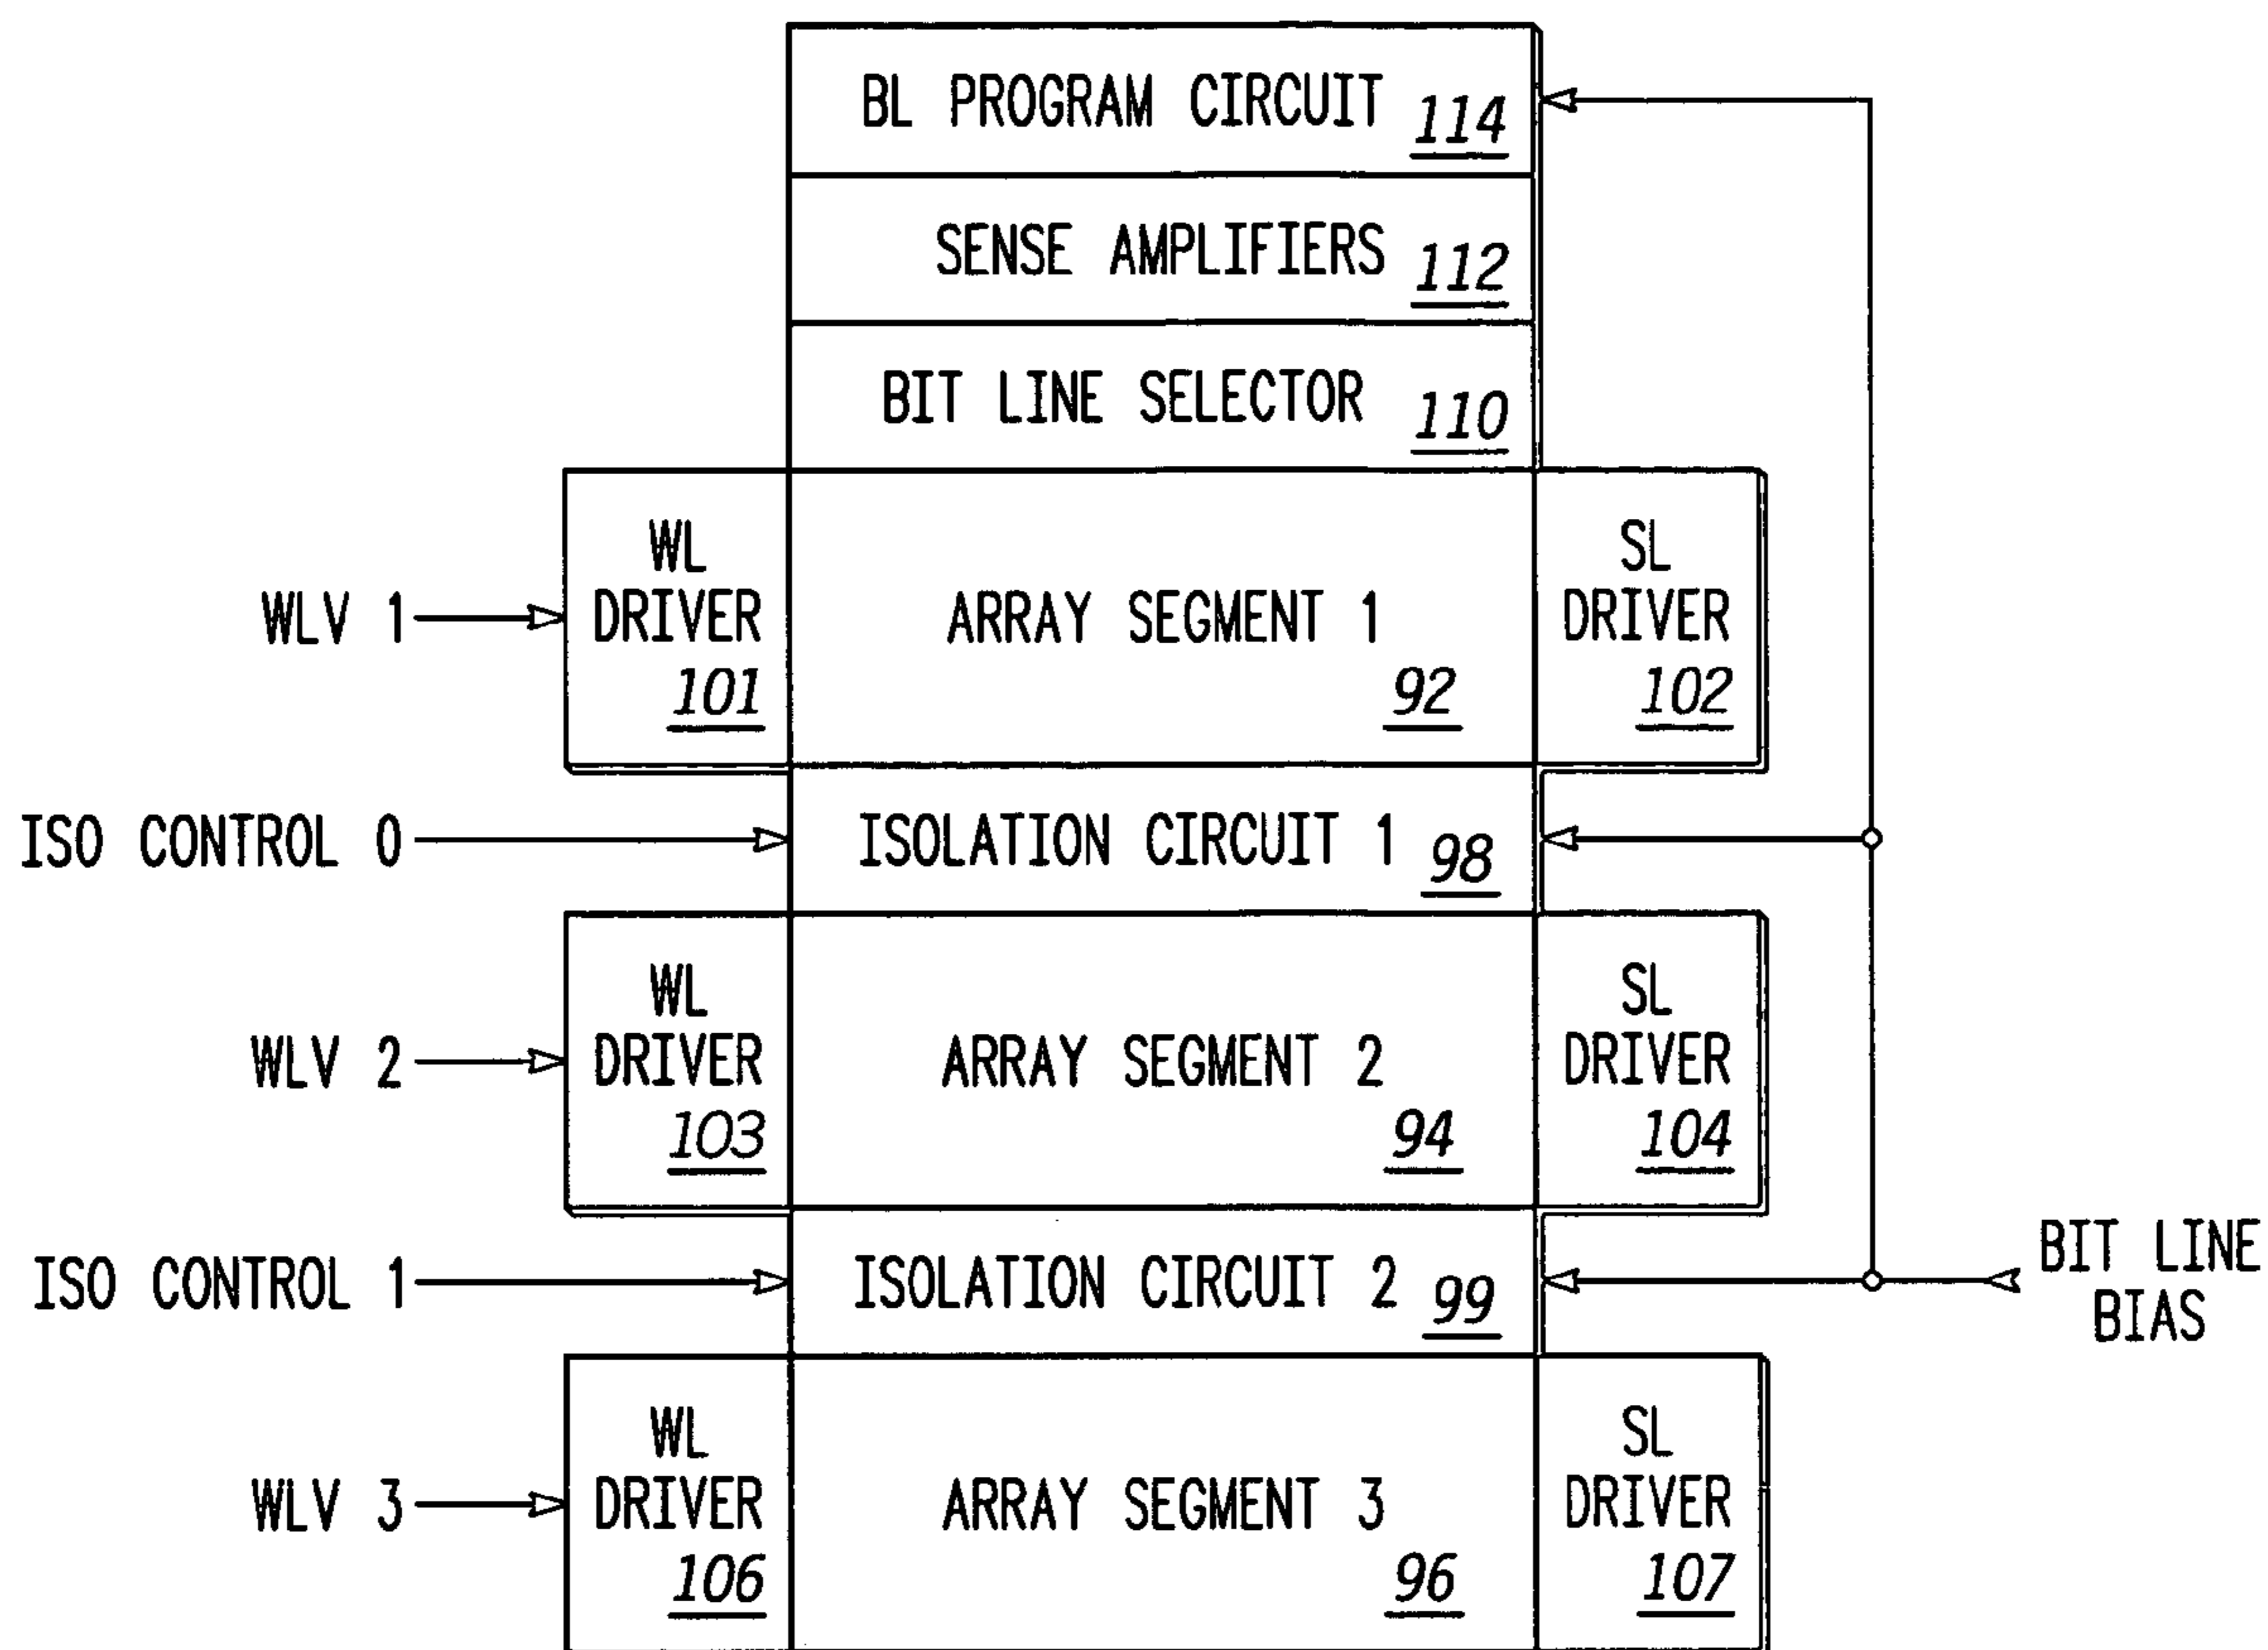 BL PROGRAM CIRCUIT 114
SENSE AMPLIFIERS 112
BIT LINE SELECTOR 110
WLV 1
WL
DRIVER
101
ARRAY SEGMENT 1
92
SL
DRIVER
102
ISO CONTROL 0
ISOLATION CIRCUIT 1 98
WLV 2
WL
DRIVER
103
ARRAY SEGMENT 2
94
SL
DRIVER
104
ISO CONTROL 1
ISOLATION CIRCUIT 2 99
BIT LINE
BIAS
WLV 3
WL
DRIVER
106
ARRAY SEGMENT 3
96
SL
DRIVER
107